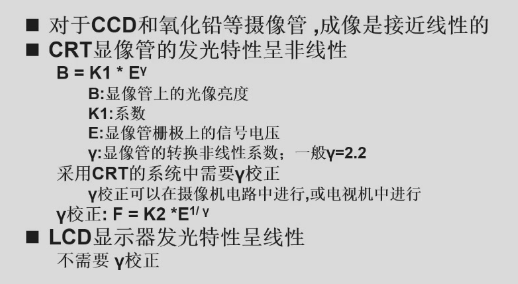 ■ 对于CCD和氧化铅等摄像管 ,成像是接近线性的
■ CRT显像管的发光特性呈非线性
B = K1 * E^γ
B:显像管上的光像亮度
K1:系数
E:显像管栅极上的信号电压
γ:显像管的转换非线性系数；一般γ=2.2
采用CRT的系统中需要γ校正
γ校正可以在摄像机电路中进行,或电视机中进行
γ校正: F = K2 *E^1/ γ
■ LCD显示器发光特性呈线性
不需要 γ校正